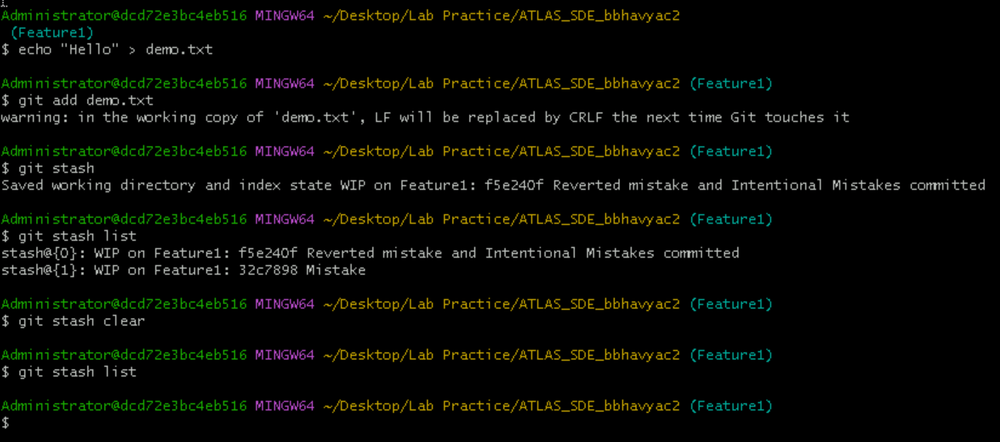 Administrator@dcd72e3bc4eb516 MINGW64 ~/Desktop/Lab Practice/ATLAS_SDE_bbhavyac2
(Feature1)
$ echo "Hello" > demo.txt
Administrator@dcd72e3bc4eb516 MINGW64 ~/Desktop/Lab Practice/ATLAS_SDE_bbhavyac2 (Feature1)
$ git add demo.txt
warning: in the working copy of 'demo.txt', LF will be replaced by CRLF the next time Git touches it
Administrator@dcd72e3bc4eb516 MINGW64 ~/Desktop/Lab Practice/ATLAS_SDE_bbhavyac2 (Feature1)
$ git stash
Saved working directory and index state WIP on Feature1: f5e240f Reverted mistake and Intentional Mistakes committed
Administrator@dcd72e3bc4eb516 MINGW64 ~/Desktop/Lab Practice/ATLAS_SDE_bbhavyac2 (Feature1)
$ git stash list
stash@{0}: WIP on Feature1: f5e240f Reverted mistake and Intentional Mistakes committed
stash@{1}: WIP on Feature1: 32c7898 Mistake
Administrator@dcd72e3bc4eb516 MINGW64 ~/Desktop/Lab Practice/ATLAS_SDE_bbhavyac2 (Feature1)
$ git stash clear
Administrator@dcd72e3bc4eb516 MINGW64 ~/Desktop/Lab Practice/ATLAS_SDE_bbhavyac2 (Feature1)
$ git stash list
Administrator@dcd72e3bc4eb516 MINGW64 ~/Desktop/Lab Practice/ATLAS_SDE_bbhavyac2 (Feature1)
$